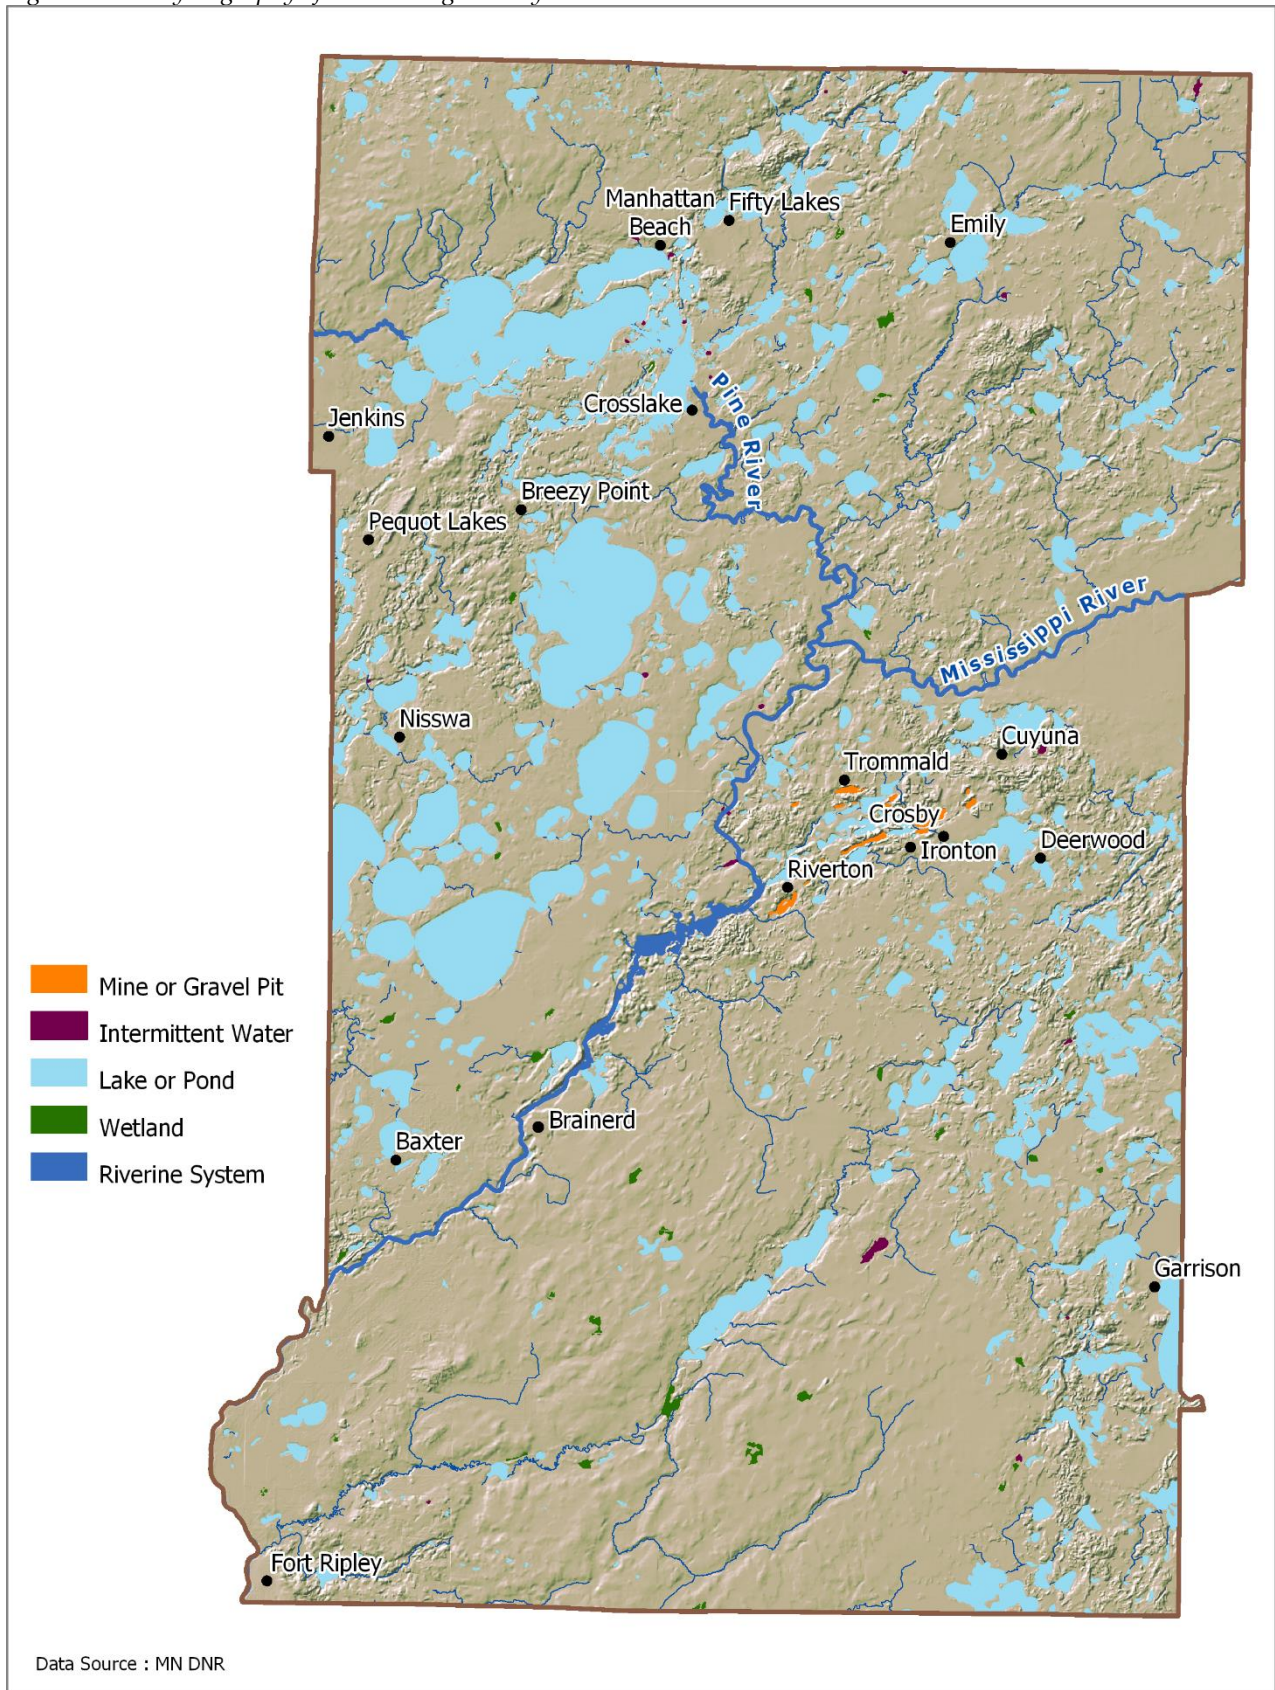 Manhattan
Beach
Fifty Lakes
Emily
Crosslake
Pine River
Jenkins
Breezy Point
Pequot Lakes
Mississippi River
Nisswa
Cuyuna
Trommald
Crosby
Ironton
Deerwood
Riverton
Mine or Gravel Pit
Intermittent Water
Lake or Pond
Wetland
Riverine System
Brainerd
Baxter
Garrison
Fort Ripley
Data Source : MN DNR